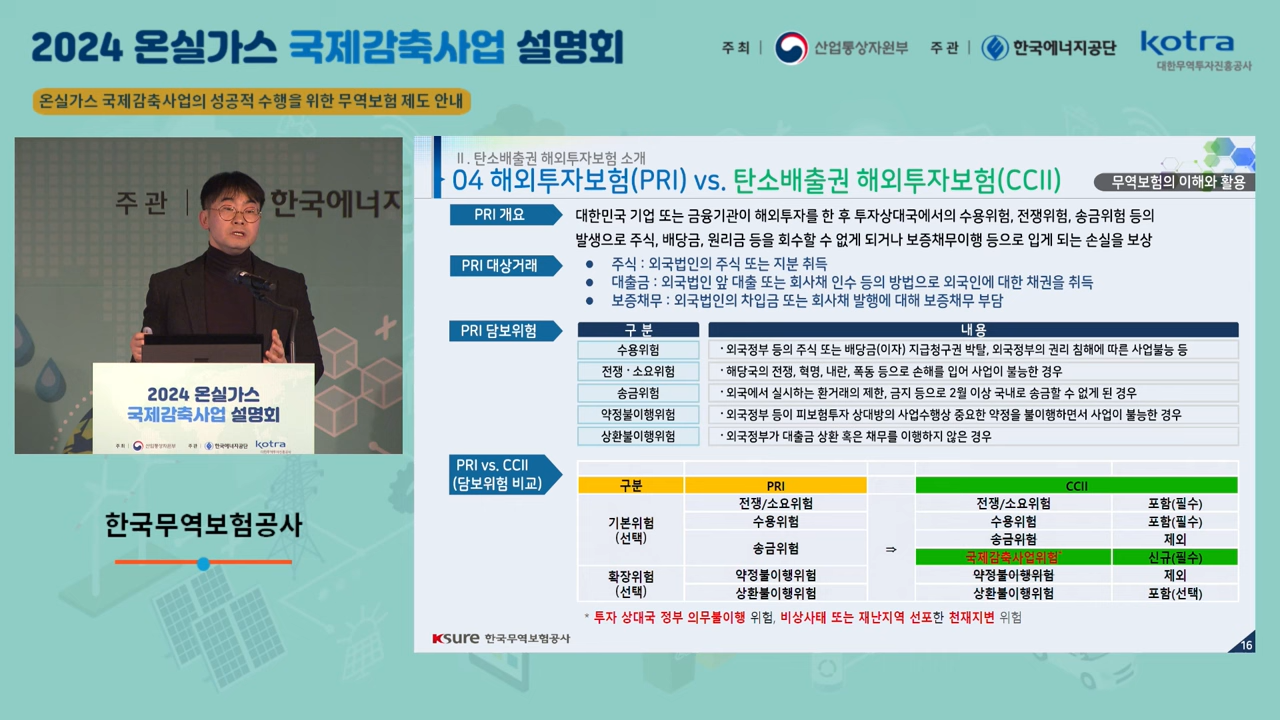 2024 온실가스 국제감축사업 설명회
주최 | 산업통상자원부 주관 | 한국에너지공단 kotra
대한무역투자진흥공사
온실가스 국제감축사업의 성공적 수행을 위한 무역보험 제도 안내
주관 | 한국에너지
2024 온실가스
국제감축사업 설명회
주최 | 산업통상자원부 주관 | 한국에너지공단 kotra
한국무역보험공사
Ⅱ. 탄소배출권 해외투자보험 소개
04 해외투자보험(PRI) vs. 탄소배출권 해외투자보험(CCII)
무역보험의 이해와 활용
PRI 개요
대한민국 기업 또는 금융기관이 해외투자를 한 후 투자상대국에서의 수용위험, 전쟁위험, 송금위험 등의
발생으로 주식, 배당금, 원리금 등을 회수할 수 없게 되거나 보증채무이행 등으로 입게 되는 손실을 보상
PRI 대상거래
● 주식 : 외국법인의 주식 또는 지분 취득
● 대출금 : 외국법인 앞 대출 또는 회사채 인수 등의 방법으로 외국인에 대한 채권을 취득
● 보증채무 : 외국법인의 차입금 또는 회사채 발행에 대해 보증채무 부담
PRI 담보위험
구 분 내 용
수용위험 · 외국정부 등의 주식 또는 배당금(이자) 지급청구권 박탈, 외국정부의 권리 침해에 따른 사업불능 등
전쟁 · 소요위험 · 해당국의 전쟁, 혁명, 내란, 폭동 등으로 손해를 입어 사업이 불능한 경우
송금위험 · 외국에서 실시하는 환거래의 제한, 금지 등으로 2월 이상 국내로 송금할 수 없게 된 경우
약정불이행위험 · 외국정부 등이 피보험투자 상대방의 사업수행상 중요한 약정을 불이행하면서 사업이 불능한 경우
상환불이행위험 · 외국정부가 대출금 상환 혹은 채무를 이행하지 않은 경우
PRI vs. CCII
(담보위험 비교)
구분 PRI CCII
기본위험
(선택)
전쟁/소요위험 전쟁/소요위험 포함(필수)
수용위험 수용위험 포함(필수)
송금위험 ⇒ 송금위험 제외
국제감축사업위험* 신규(필수)
확장위험
(선택)
약정불이행위험 약정불이행위험 제외
상환불이행위험 상환불이행위험 포함(선택)
* 투자 상대국 정부 의무불이행 위험, 비상사태 또는 재난지역 선포한 천재지변 위험
Ksure 한국무역보험공사
16